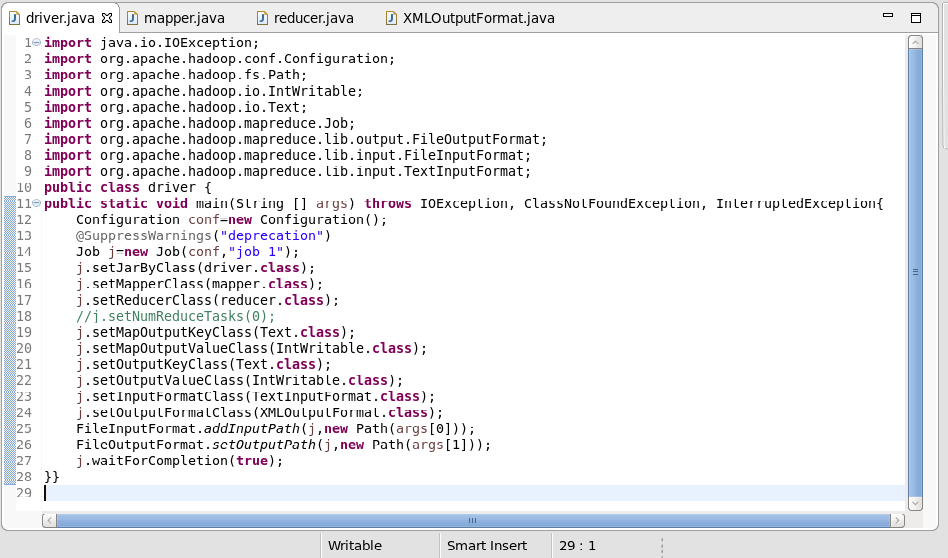 driver.java mapper.java reducer.java XMLOutputFormat.java
1 import java.io.IOException;
2 import org.apache.hadoop.conf.Configuration;
3 import org.apache.hadoop.fs.Path;
4 import org.apache.hadoop.io.IntWritable;
5 import org.apache.hadoop.io.Text;
6 import org.apache.hadoop.mapreduce.Job;
7 import org.apache.hadoop.mapreduce.lib.output.FileOutputFormat;
8 import org.apache.hadoop.mapreduce.lib.input.FileInputFormat;
9 import org.apache.hadoop.mapreduce.lib.input.TextInputFormat;
10 public class driver {
11 public static void main(String [] args) throws IOException, ClassNotFoundException, InterruptedException{
12 Configuration conf=new Configuration();
13 @SuppressWarnings("deprecation")
14 Job j=new Job(conf,"job 1");
15 j.setJarByClass(driver.class);
16 j.setMapperClass(mapper.class);
17 j.setReducerClass(reducer.class);
18 //j.setNumReduceTasks(0);
19 j.setMapOutputKeyClass(Text.class);
20 j.setMapOutputValueClass(IntWritable.class);
21 j.setOutputKeyClass(Text.class);
22 j.setOutputValueClass(IntWritable.class);
23 j.setInputFormatClass(TextInputFormat.class);
24 j.setOutputFormatClass(XMLOutputFormat.class);
25 FileInputFormat.addInputPath(j,new Path(args[0]));
26 FileOutputFormat.setOutputPath(j,new Path(args[1]));
27 j.waitForCompletion(true);
28 }}
29
Writable Smart Insert 29 : 1